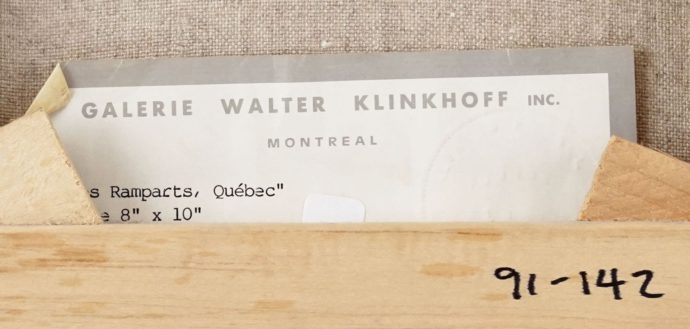 GALERIE WALTER KLINKHOFF INC.
MONTREAL
s Ramparts, Québec"
e 8" x 10"
91-142